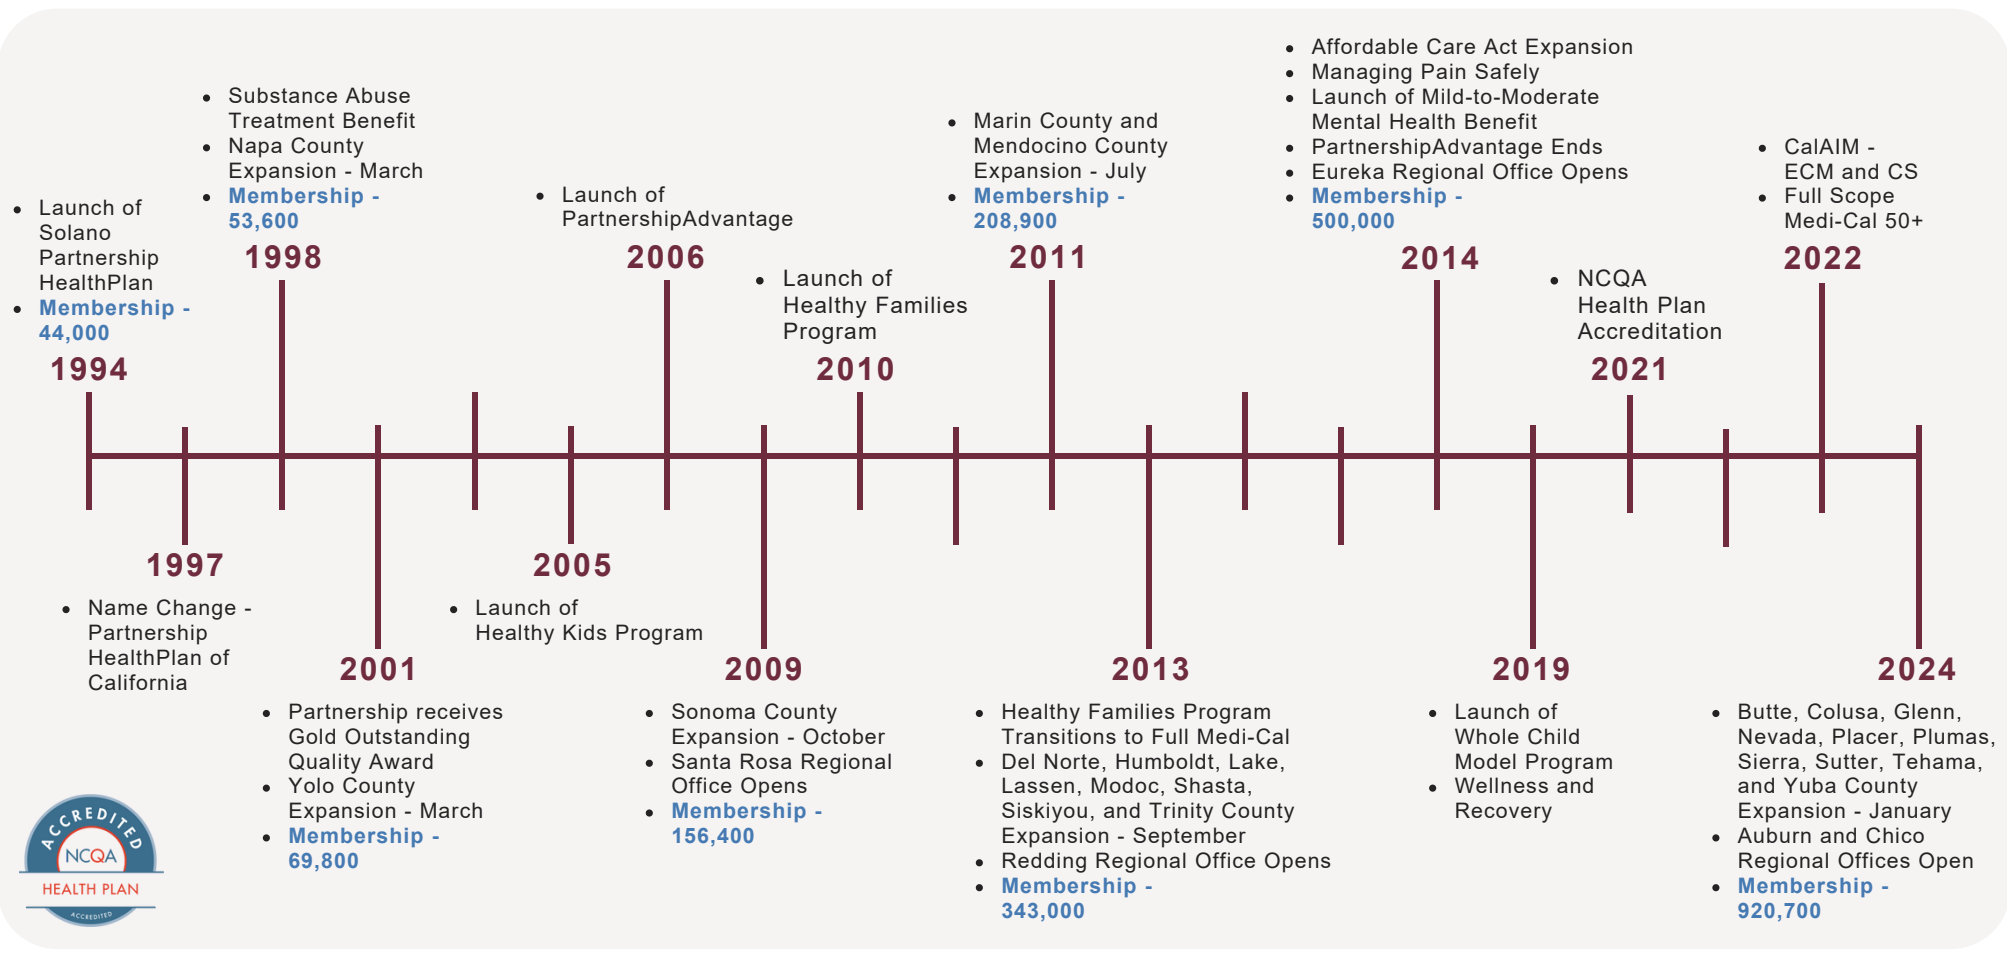 • Launch of
Solano
Partnership
HealthPlan
• Membership -
44,000
1994
1997
• Name Change -
Partnership
HealthPlan of
California
• Substance Abuse
Treatment Benefit
• Napa County
Expansion - March
• Membership -
53,600
1998
2001
• Partnership receives
Gold Outstanding
Quality Award
• Yolo County
Expansion - March
• Membership -
69,800
2005
• Launch of
Healthy Kids Program
• Launch of
PartnershipAdvantage
2006
2009
• Sonoma County
Expansion - October
• Santa Rosa Regional
Office Opens
• Membership -
156,400
• Launch of
Healthy Families
Program
2010
• Marin County and
Mendocino County
Expansion - July
• Membership -
208,900
2011
2013
• Healthy Families Program
Transitions to Full Medi-Cal
• Del Norte, Humboldt, Lake,
Lassen, Modoc, Shasta,
Siskiyou, and Trinity County
Expansion - September
• Redding Regional Office Opens
• Membership -
343,000
• Affordable Care Act Expansion
• Managing Pain Safely
• Launch of Mild-to-Moderate
Mental Health Benefit
• PartnershipAdvantage Ends
• Eureka Regional Office Opens
• Membership -
500,000
2014
2019
• Launch of
Whole Child
Model Program
• Wellness and
Recovery
• NCQA
Health Plan
Accreditation
2021
• CalAIM -
ECM and CS
• Full Scope
Medi-Cal 50+
2022
2024
• Butte, Colusa, Glenn,
Nevada, Placer, Plumas,
Sierra, Sutter, Tehama,
and Yuba County
Expansion - January
• Auburn and Chico
Regional Offices Open
• Membership -
920,700
ACCREDITED
NCQA
HEALTH PLAN
ACCREDITED